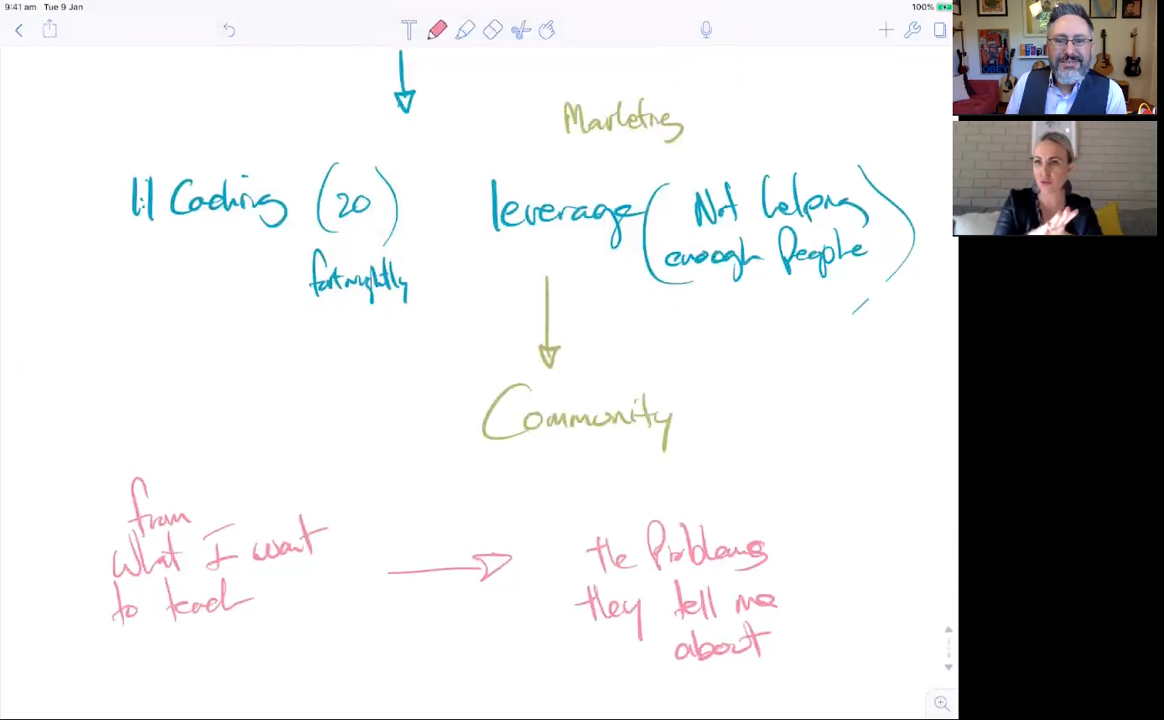 9:41 am Tue 9 Jan
100%
T
Marketing
1:1 Coaching (20)
fortnightly
leverage (Not helping
enough People)
Community
from
what I want
to teach
the Problems
they tell me
about
OBEY